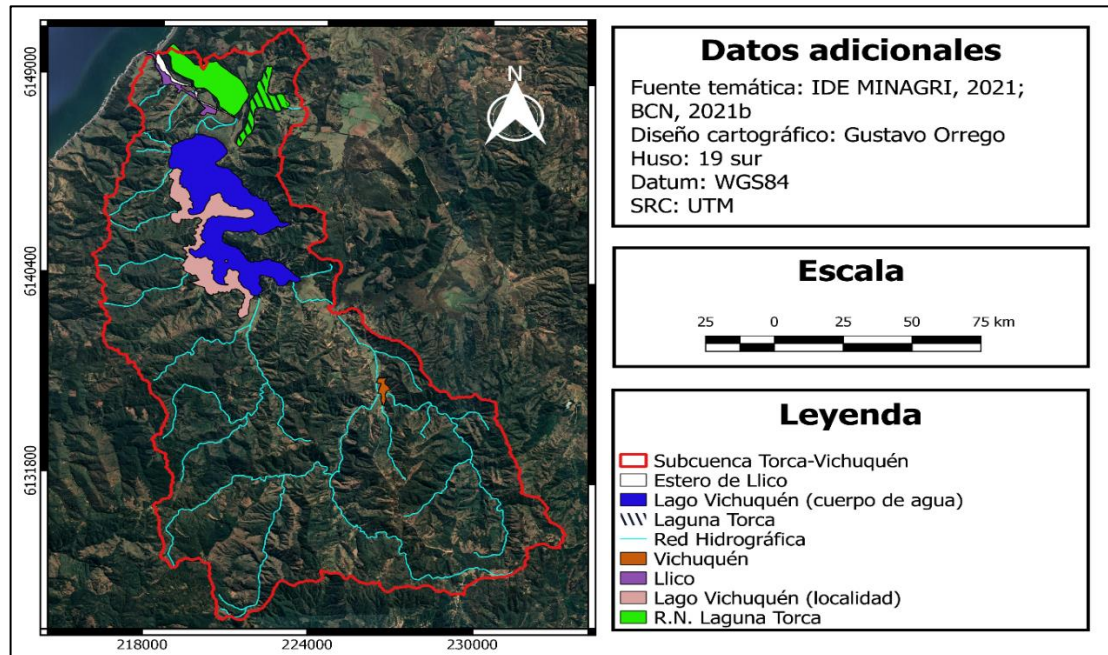 6149000
6140400
6131800
218000
224000
230000
N
Datos adicionales
Fuente temática: IDE MINAGRI, 2021;
BCN, 2021b
Diseño cartográfico: Gustavo Orrego
Huso: 19 sur
Datum: WGS84
SRC: UTM
Escala
25 0 25 50 75 km
Leyenda
Subcuenca Torca-Vichuquén
Estero de Llico
Lago Vichuquén (cuerpo de agua)
Laguna Torca
Red Hidrográfica
Vichuquén
Llico
Lago Vichuquén (localidad)
R.N. Laguna Torca